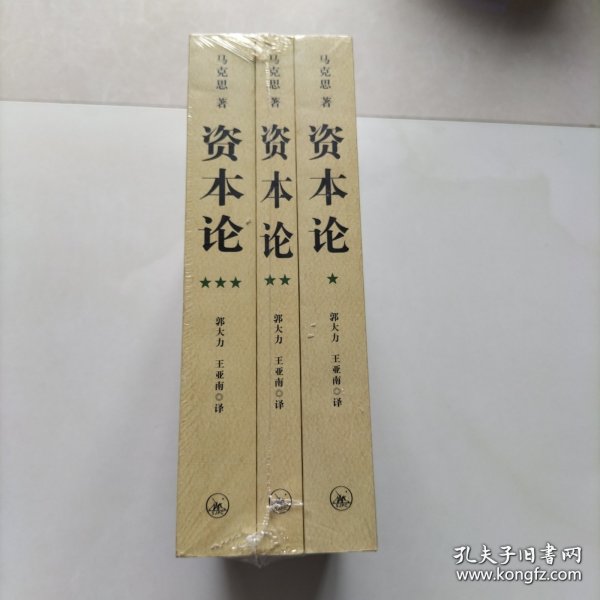 马克思 著
资本论
★★★
郭大力 王亚南 译
马克思 著
资本论
★★
郭大力 王亚南 译
马克思 著
资本论
★
郭大力 王亚南 译
孔夫子旧书网
www.kongfz.com